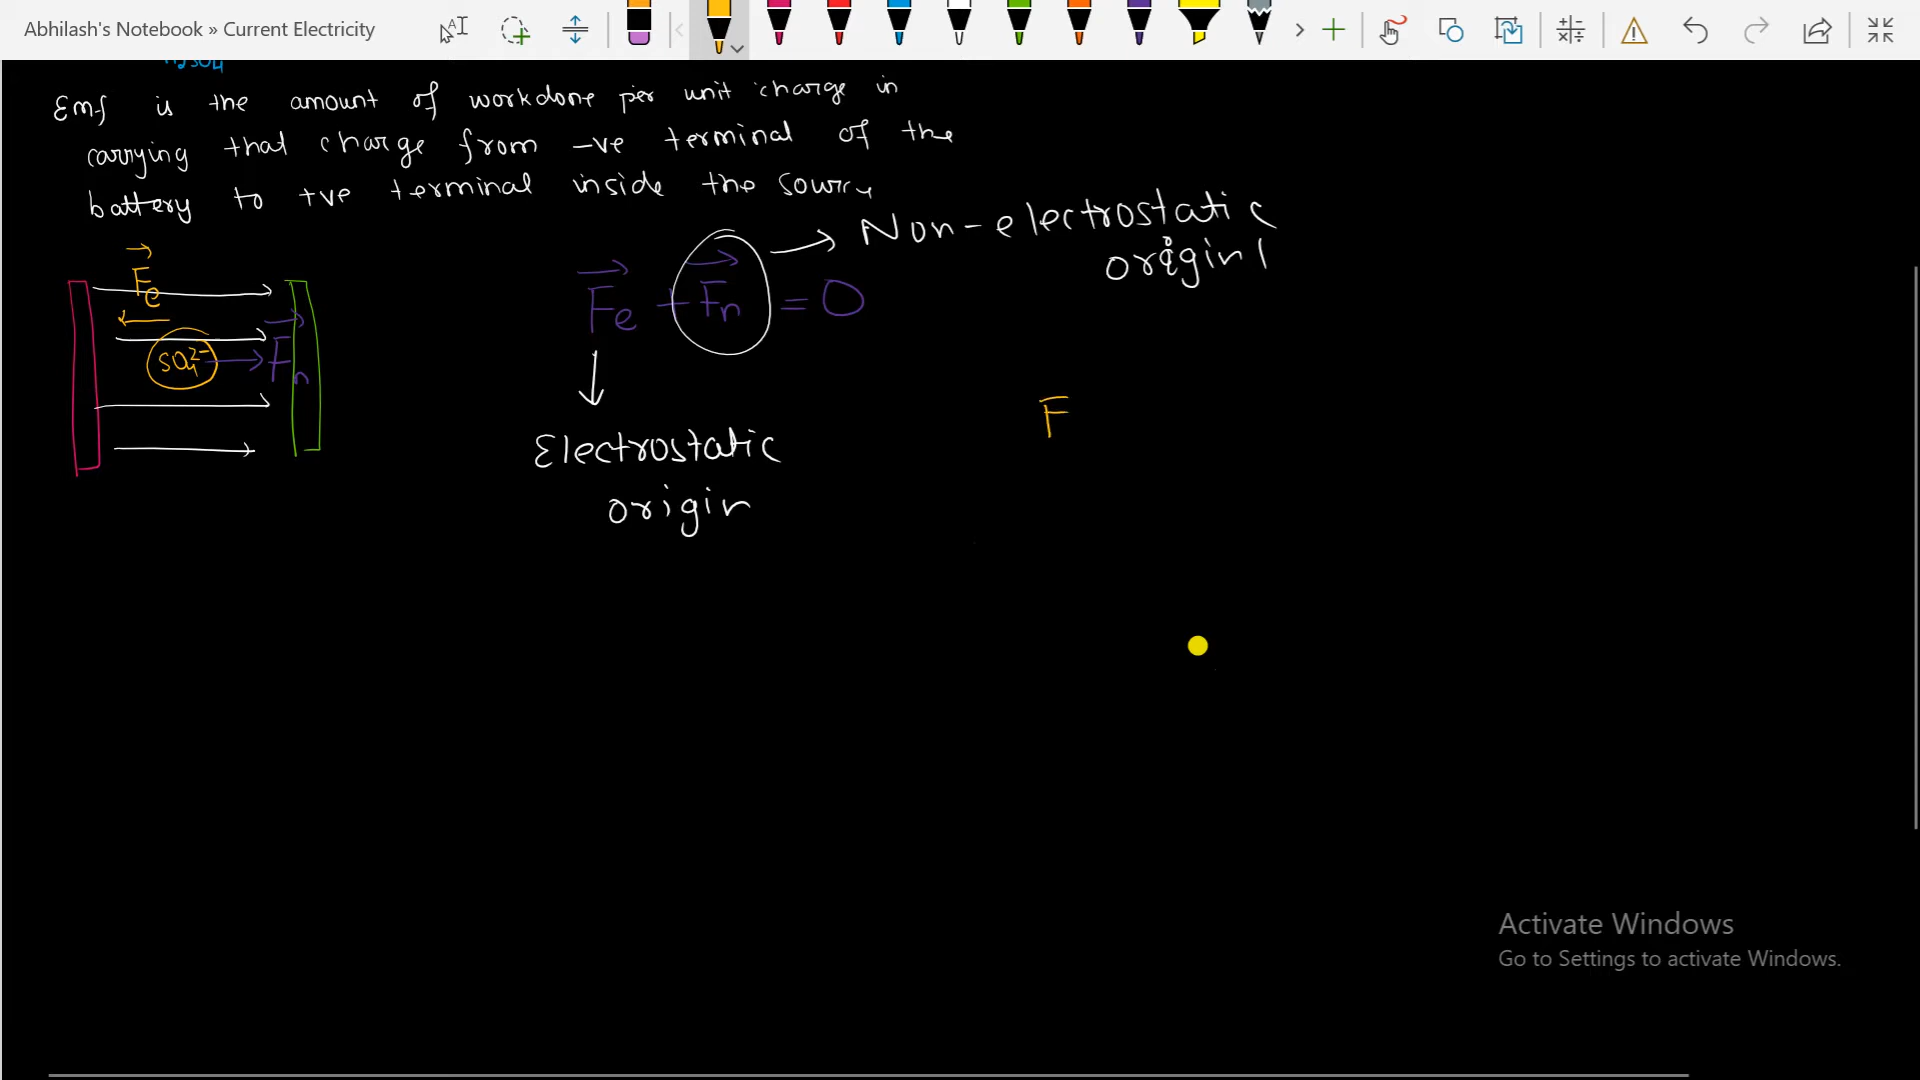 Abhilash's Notebook » Current Electricity
H2SO4
Emf is the amount of workdone per unit charge in
carrying that charge from -ve terminal of the
battery to +ve terminal inside the source
Non-electrostatic
origin
Fe
Fe + Fn = 0
SO4²⁻
Fn
F
Electrostatic
origin
Activate Windows
Go to Settings to activate Windows.